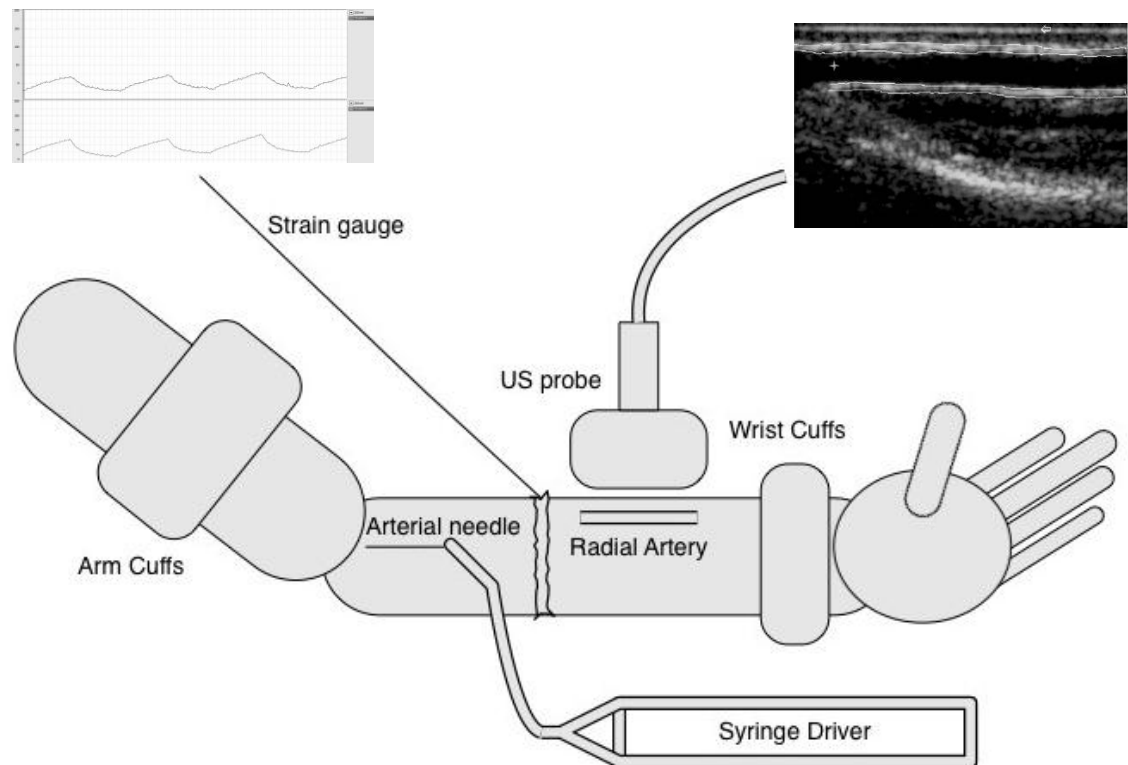 Strain gauge
US probe
Wrist Cuffs
Arterial needle
Radial Artery
Arm Cuffs
Syringe Driver